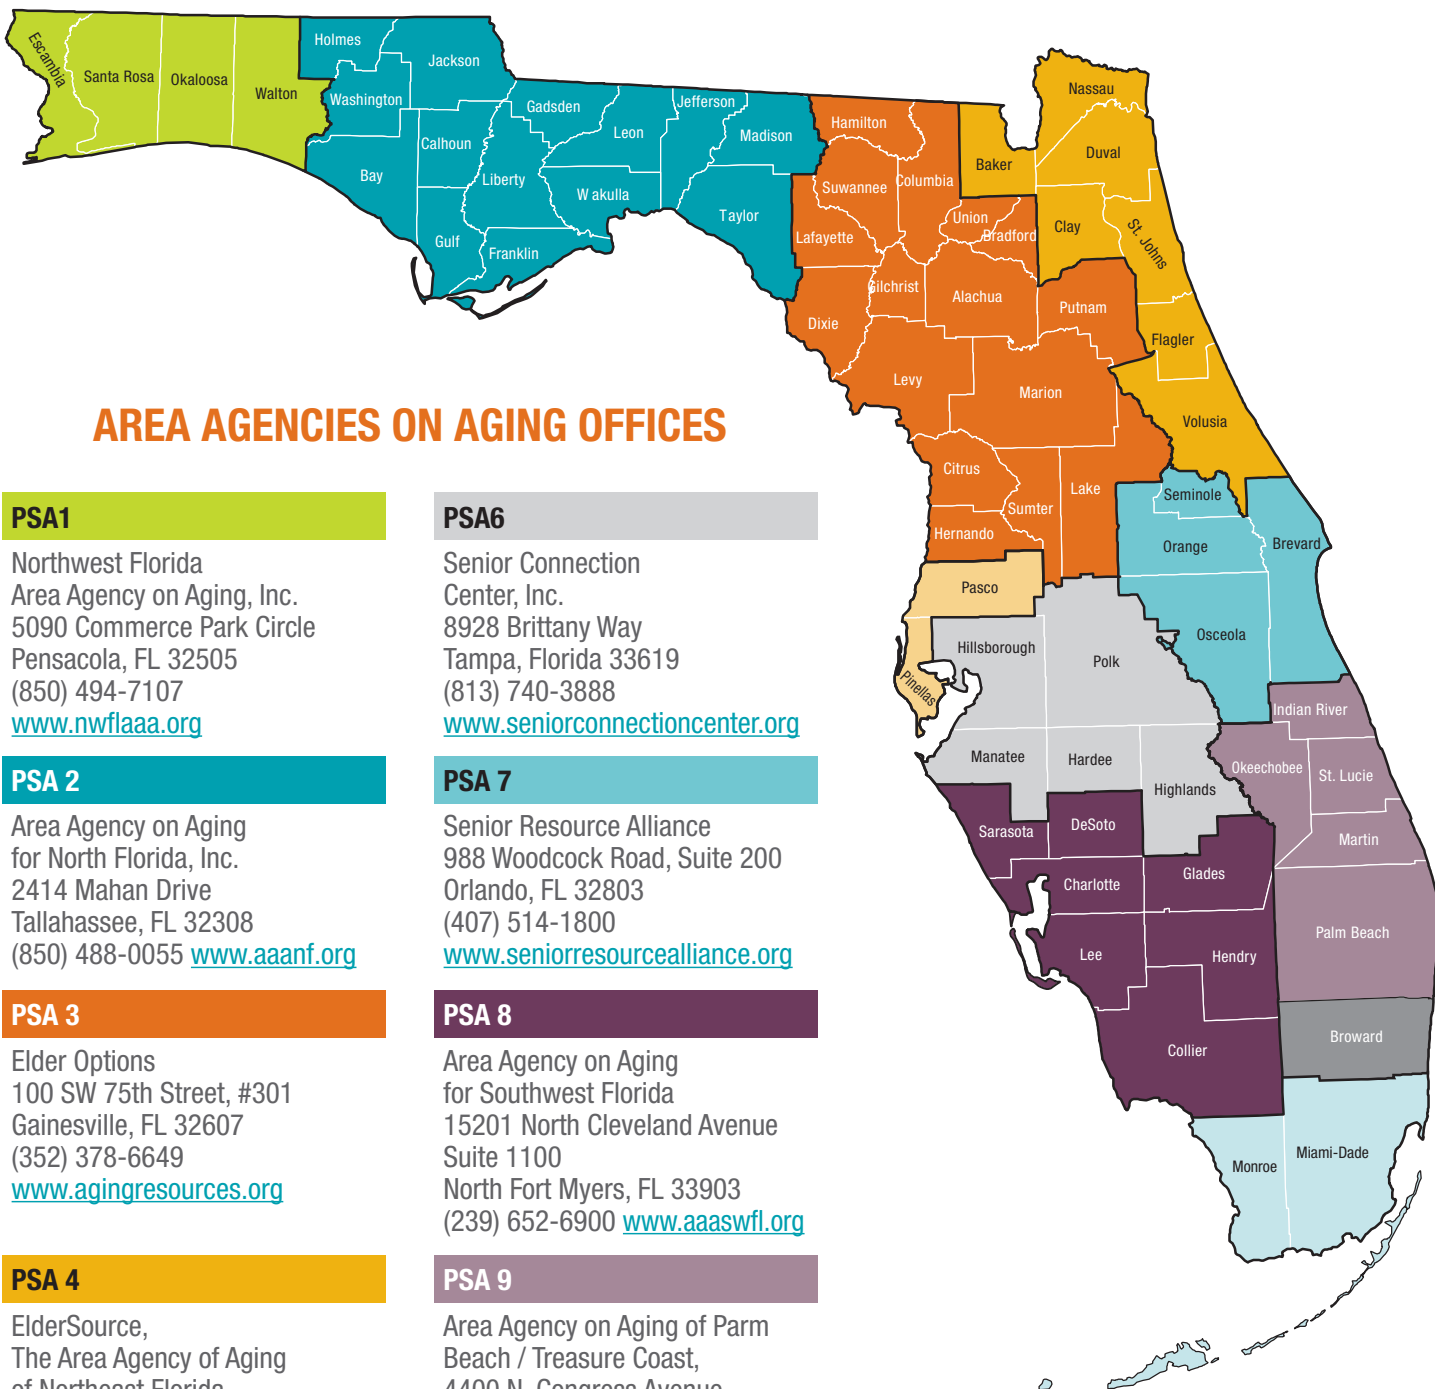 Escambia
Santa Rosa
Okaloosa
Walton
Holmes
Jackson
Washington
Bay
Calhoun
Gulf
Liberty
Franklin
Gadsden
Leon
Wakulla
Jefferson
Madison
Taylor
Hamilton
Suwannee
Columbia
Lafayette
Union
Bradford
Gilchrist
Alachua
Dixie
Putnam
Levy
Marion
Citrus
Sumter
Lake
Hernando
Nassau
Baker
Duval
Clay
St. Johns
Flagler
Volusia
Seminole
Orange
Brevard
Osceola
Pasco
Pinellas
Hillsborough
Polk
Manatee
Hardee
Highlands
Indian River
Okeechobee
St. Lucie
Martin
Palm Beach
Sarasota
DeSoto
Charlotte
Glades
Lee
Hendry
Collier
Broward
Monroe
Miami-Dade
AREA AGENCIES ON AGING OFFICES
PSA1
Northwest Florida
Area Agency on Aging, Inc.
5090 Commerce Park Circle
Pensacola, FL 32505
(850) 494-7107
www.nwflaaa.org
PSA 2
Area Agency on Aging
for North Florida, Inc.
2414 Mahan Drive
Tallahassee, FL 32308
(850) 488-0055 www.aaanf.org
PSA 3
Elder Options
100 SW 75th Street, #301
Gainesville, FL 32607
(352) 378-6649
www.agingresources.org
PSA 4
ElderSource,
The Area Agency of Aging
of Northeast Florida
PSA6
Senior Connection
Center, Inc.
8928 Brittany Way
Tampa, Florida 33619
(813) 740-3888
www.seniorconnectioncenter.org
PSA 7
Senior Resource Alliance
988 Woodcock Road, Suite 200
Orlando, FL 32803
(407) 514-1800
www.seniorresourcealliance.org
PSA 8
Area Agency on Aging
for Southwest Florida
15201 North Cleveland Avenue
Suite 1100
North Fort Myers, FL 33903
(239) 652-6900 www.aaaswfl.org
PSA 9
Area Agency on Aging of Parm
Beach / Treasure Coast,
4400 N. Congress Avenue